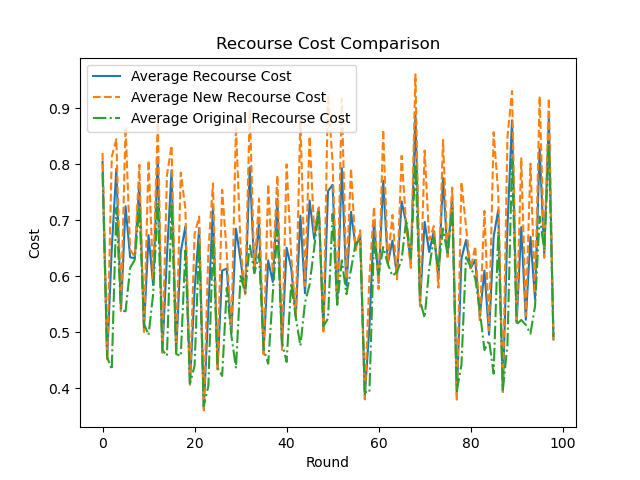 Recourse Cost Comparison
Average Recourse Cost
Average New Recourse Cost
Average Original Recourse Cost
Cost
0.9
0.8
0.7
0.6
0.5
0.4
0 20 40 60 80 100
Round